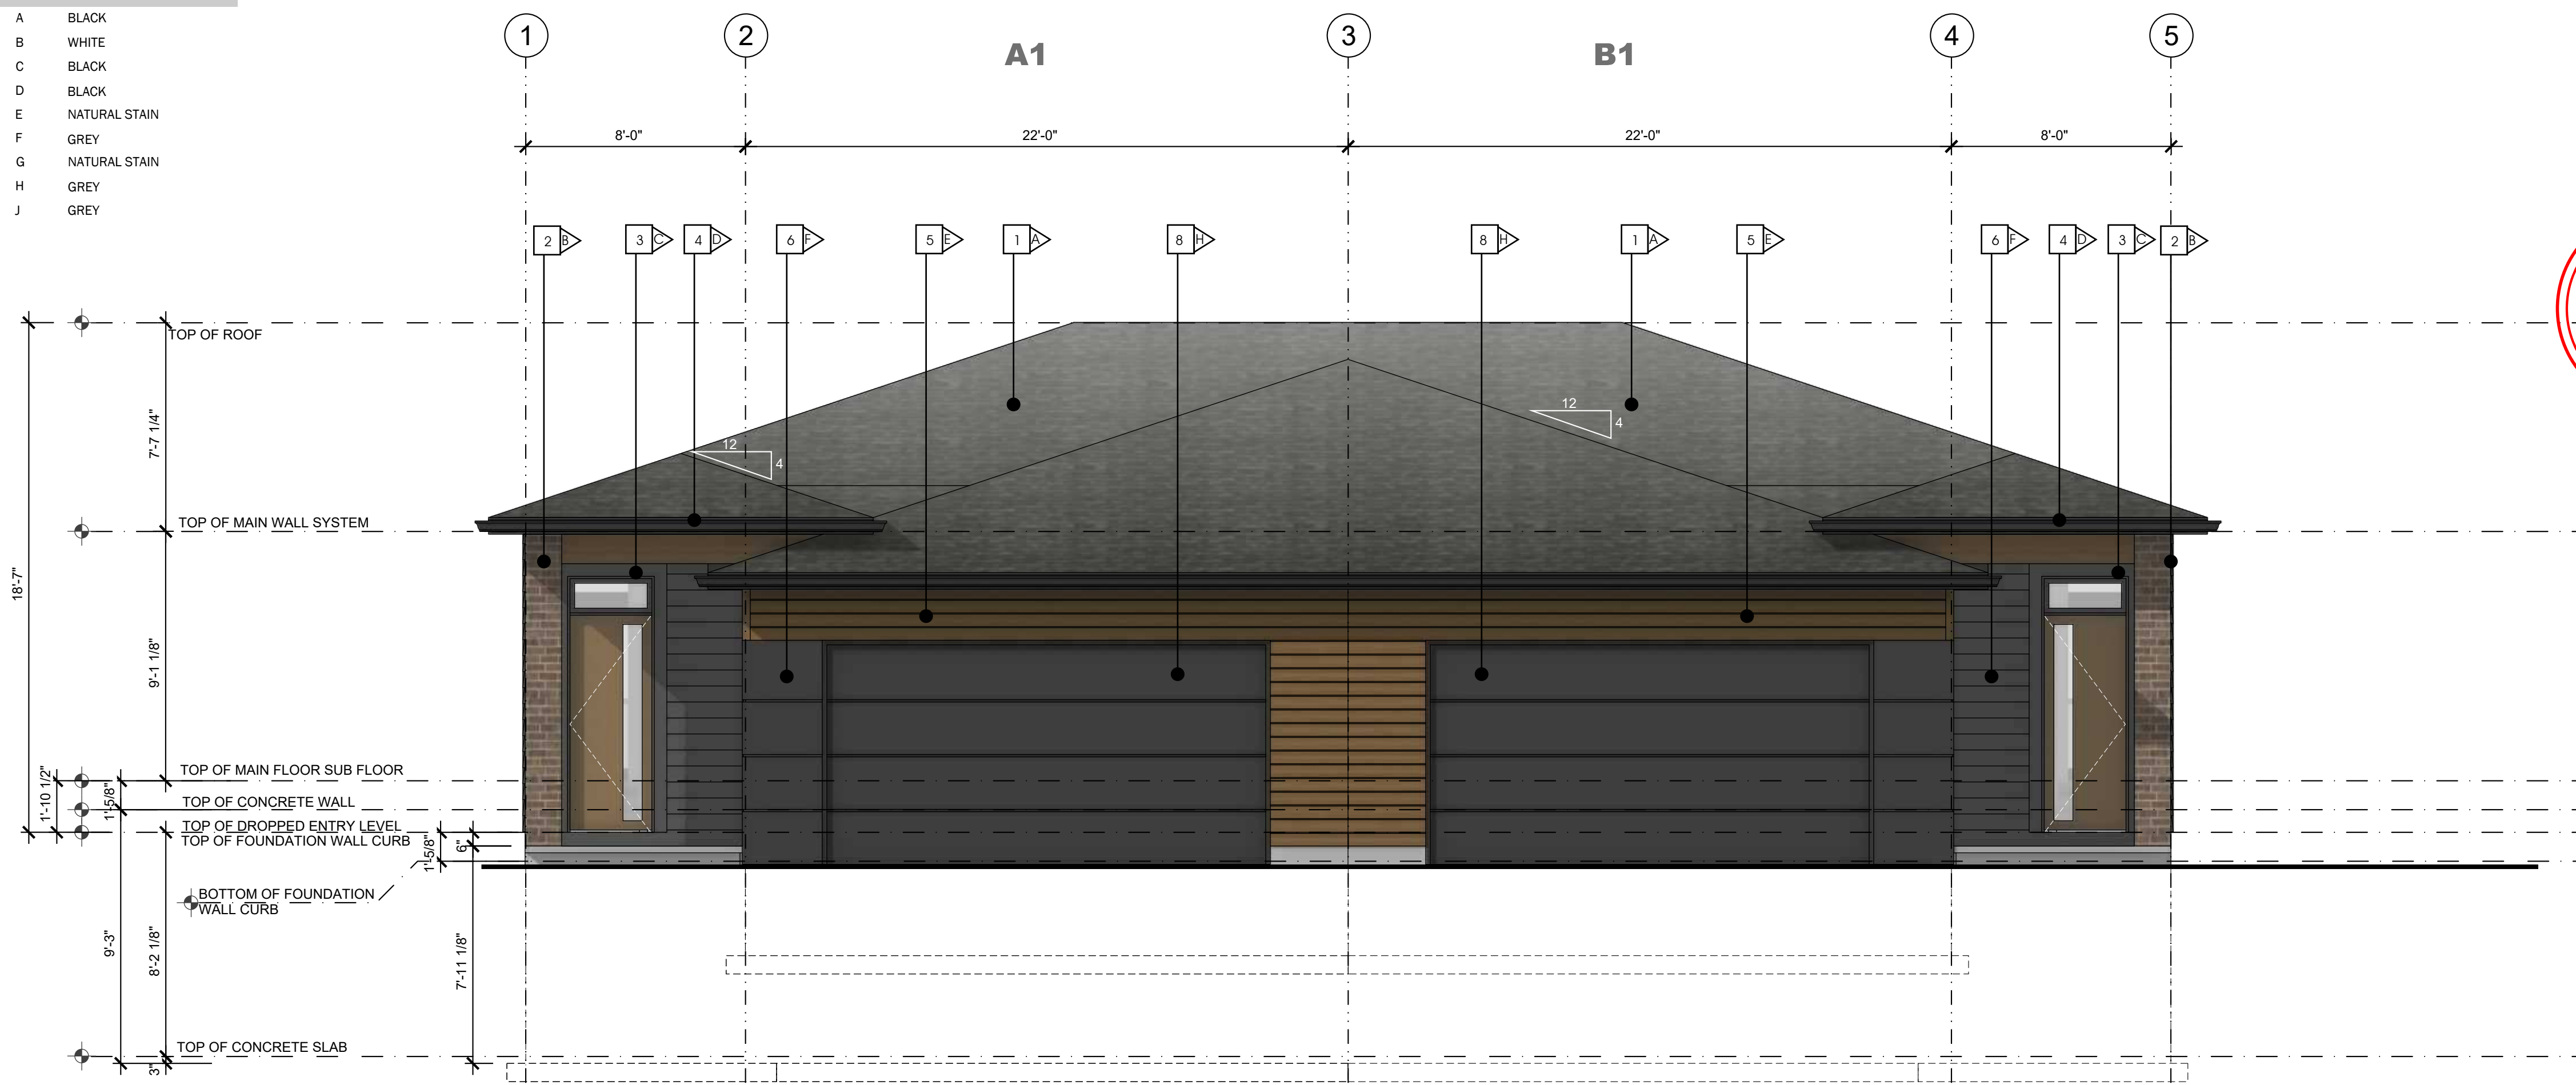 A BLACK
B WHITE
C BLACK
D BLACK
E NATURAL STAIN
F GREY
G NATURAL STAIN
H GREY
J GREY
1 2 3 4 5
A1 B1
8'-0" 22'-0" 22'-0" 8'-0"
2 B 3 C 4 D 6 F 5 E 1 A 8 H 8 H 1 A 5 E 6 F 4 D 3 C 2 B
TOP OF ROOF
7'-7 1/4"
12
4
12
4
TOP OF MAIN WALL SYSTEM
18'-7"
9'-1 1/8"
TOP OF MAIN FLOOR SUB FLOOR
1'-10 1/2"
1'-5/8"
TOP OF CONCRETE WALL
TOP OF DROPPED ENTRY LEVEL
TOP OF FOUNDATION WALL CURB
1'-5/8"
6"
BOTTOM OF FOUNDATION
WALL CURB
9'-3"
8'-2 1/8"
7'-11 1/8"
TOP OF CONCRETE SLAB
3"